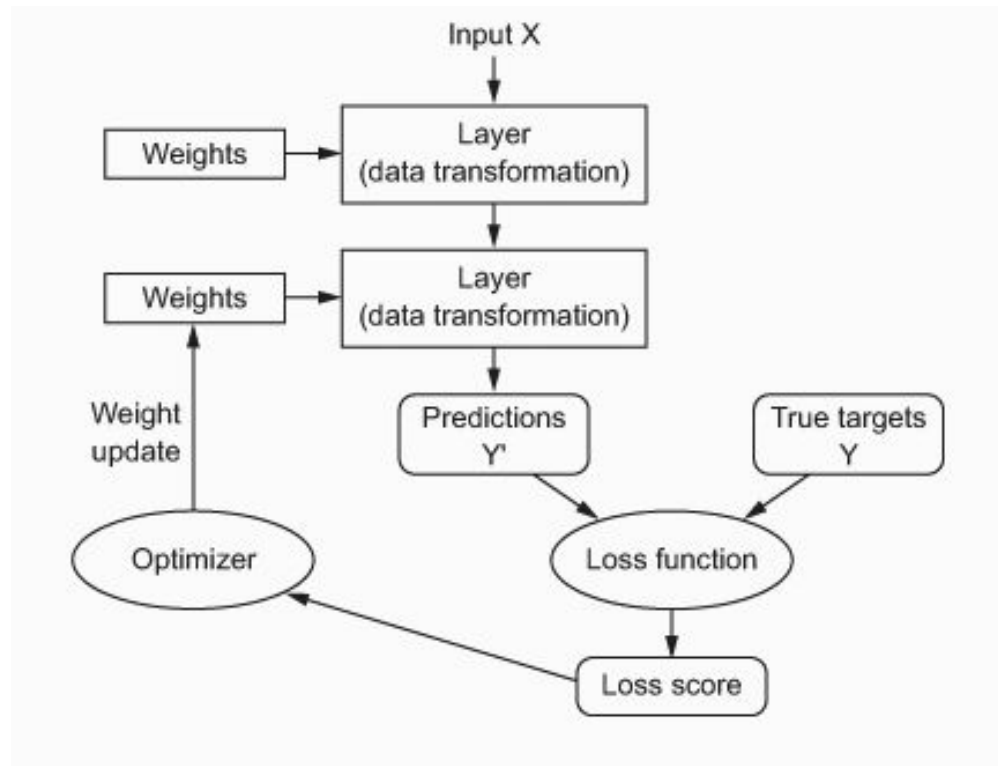 Input X
Weights
Layer
(data transformation)
Weights
Layer
(data transformation)
Weight
update
Predictions
Y'
True targets
Y
Optimizer
Loss function
Loss score